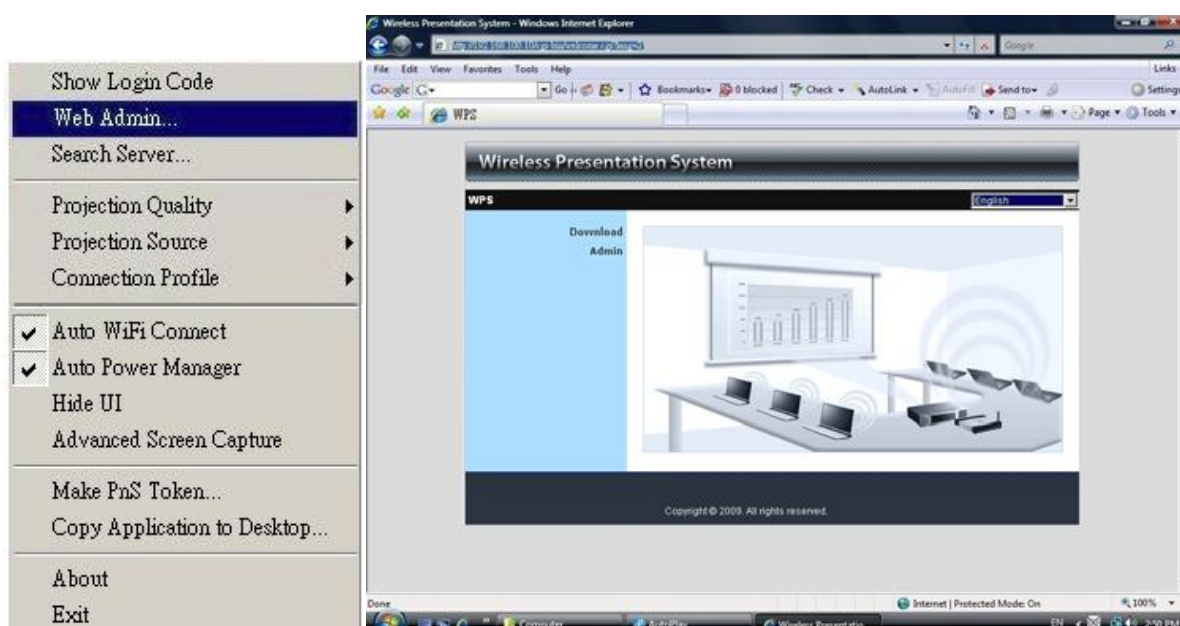 Show Login Code
Web Admin...
Search Server...
Projection Quality
Projection Source
Connection Profile
Auto WiFi Connect
Auto Power Manager
Hide UI
Advanced Screen Capture
Make PnS Token...
Copy Application to Desktop...
About
Exit
Wireless Presentation System - Windows Internet Explorer
Google
File Edit View Favorites Tools Help
Links
Google G
Go
Bookmarks
0 blocked
Check
AutoLink
AutoFill
Send to
Settings
WPS
Page
Tools
Wireless Presentation System
WPS
English
Download
Admin
Copyright © 2009. All rights reserved.
Done
Internet | Protected Mode: On
100%
Computer
AutoPlay
Wireless Presentatio...
EN
2:50 PM